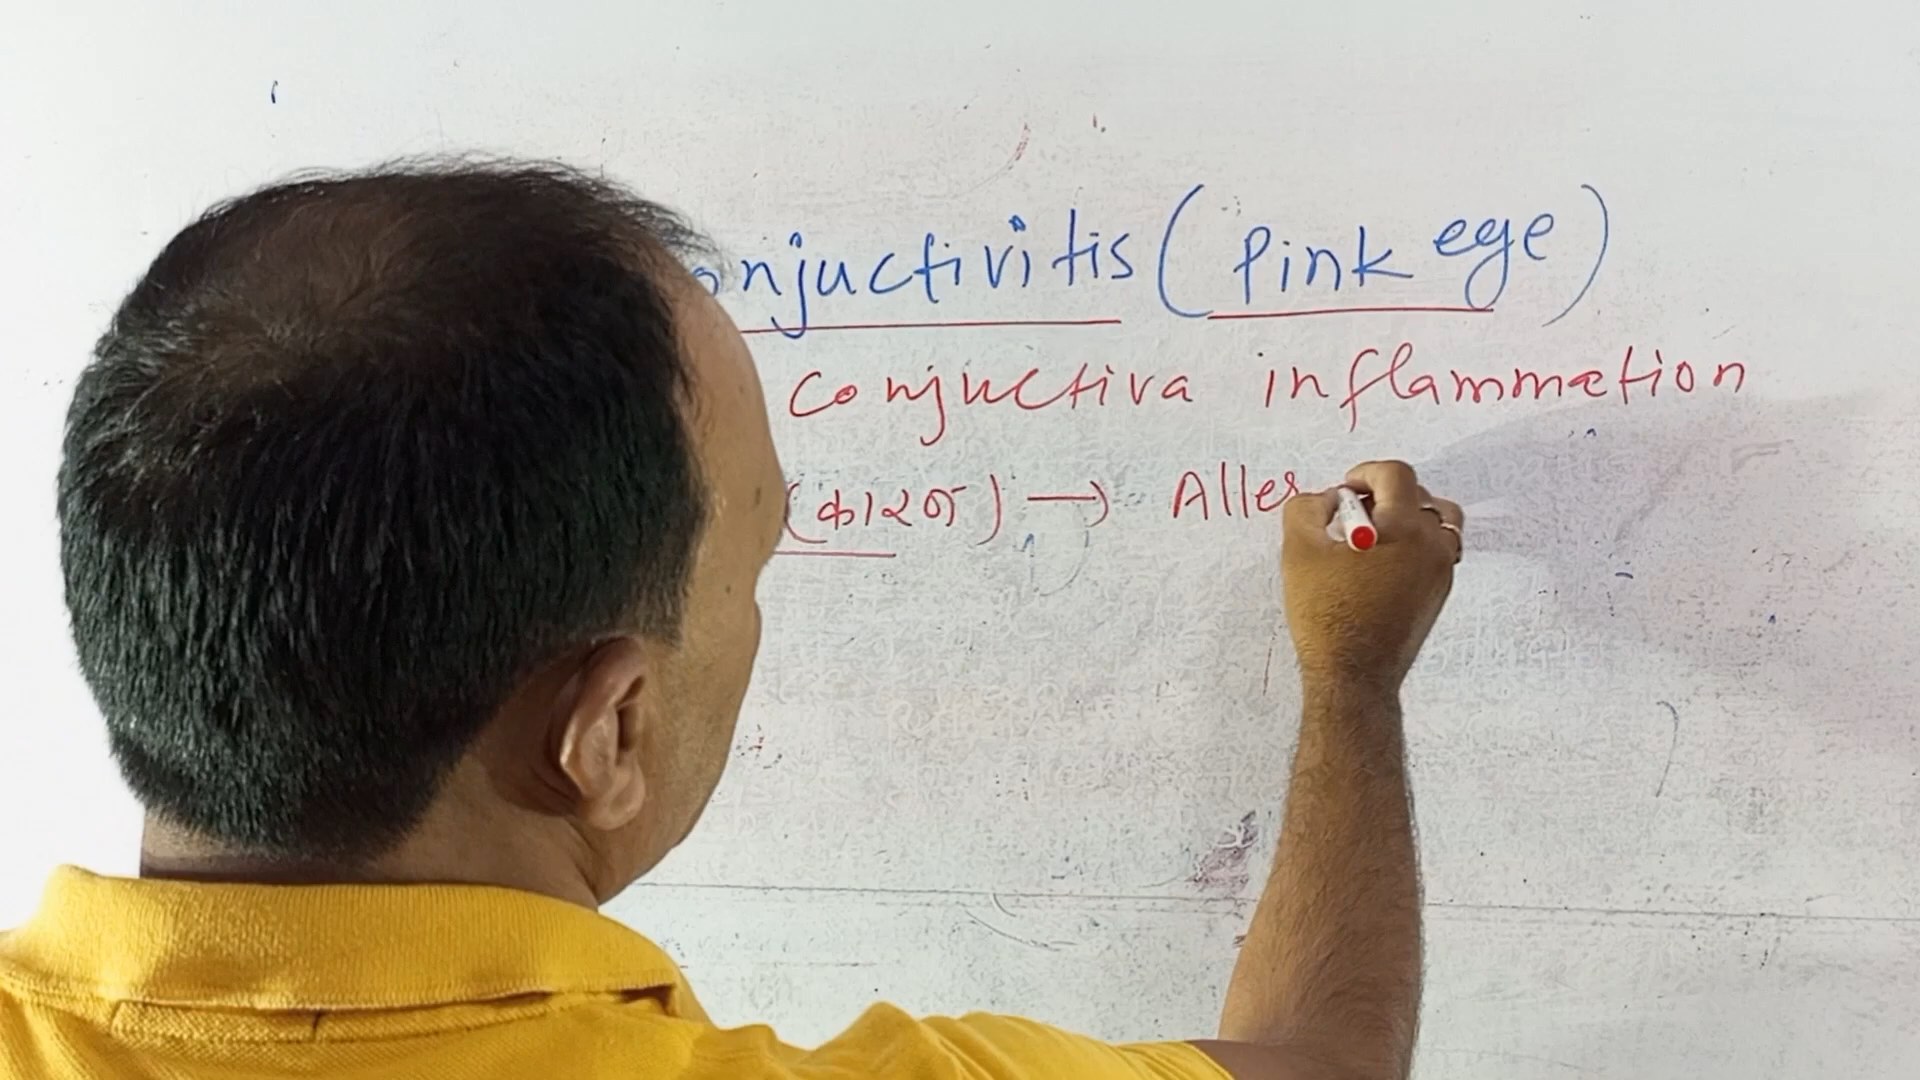 onjuctivitis (Pink eye)
conjuctiva inflammation
(कारण) → Aller